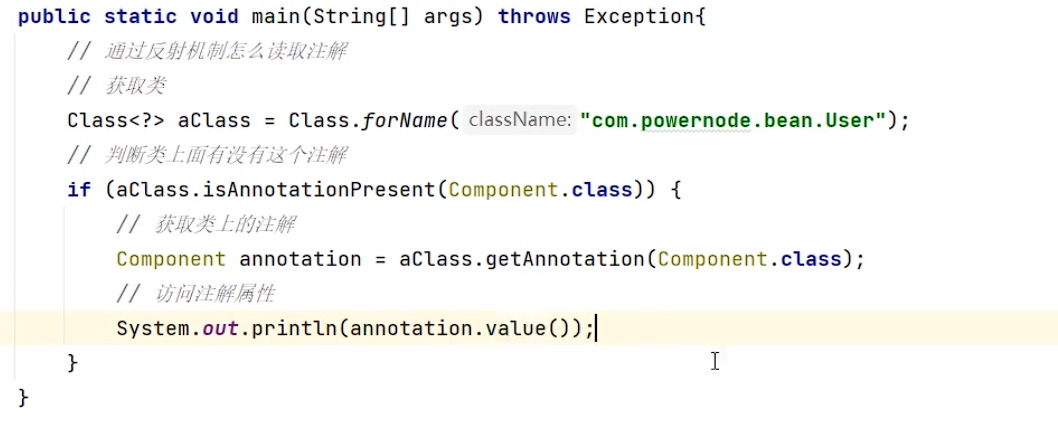 public static void main(String[] args) throws Exception{
// 通过反射机制怎么读取注解
// 获取类
Class<?> aClass = Class.forName( className: "com.powernode.bean.User");
// 判断类上面有没有这个注解
if (aClass.isAnnotationPresent(Component.class)) {
// 获取类上的注解
Component annotation = aClass.getAnnotation(Component.class);
// 访问注解属性
System.out.println(annotation.value());
}
}